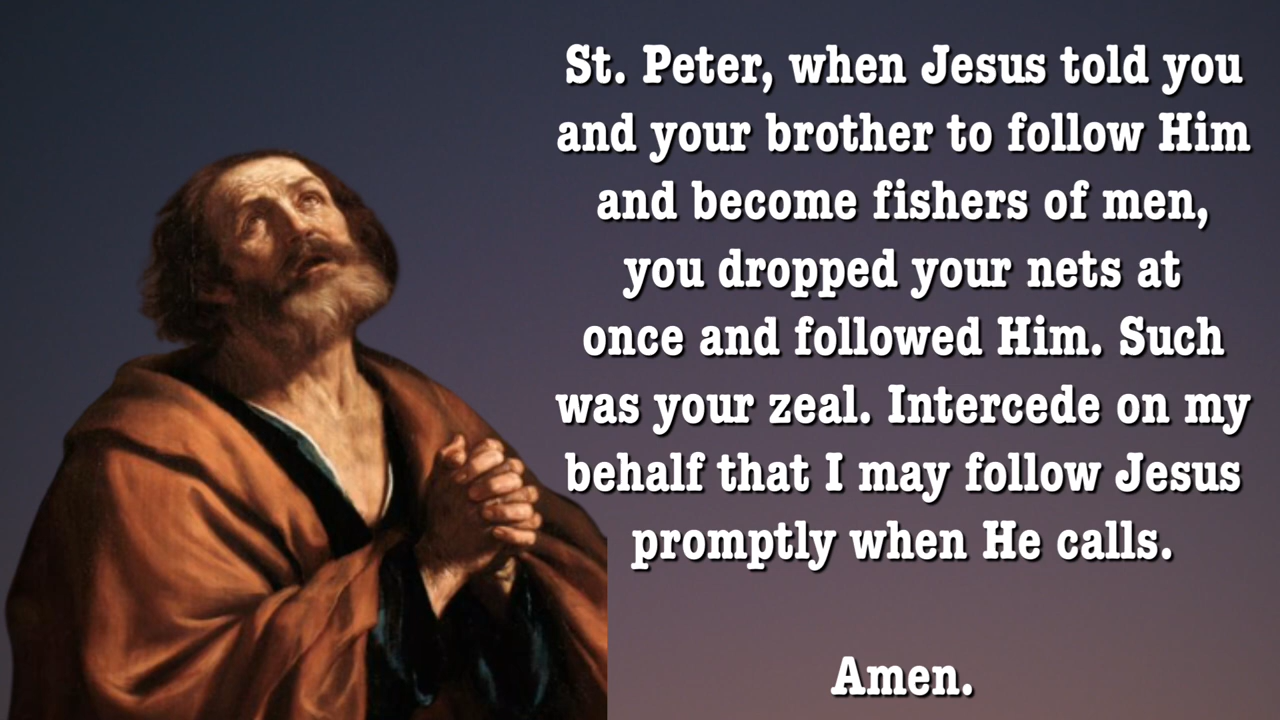 St. Peter, when Jesus told you
and your brother to follow Him
and become fishers of men,
you dropped your nets at
once and followed Him. Such
was your zeal. Intercede on my
behalf that I may follow Jesus
promptly when He calls.
Amen.